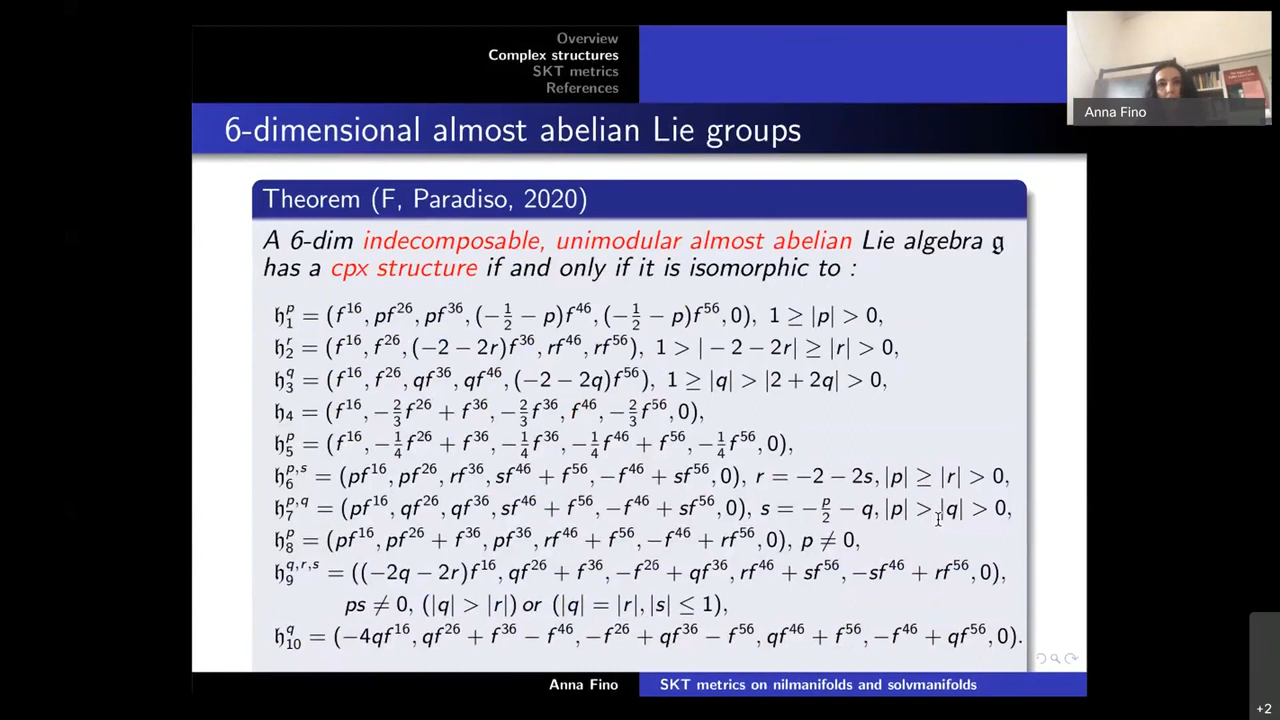 Overview
Complex structures
SKT metrics
References
Anna Fino
6-dimensional almost abelian Lie groups
Theorem (F, Paradiso, 2020)
A 6-dim indecomposable, unimodular almost abelian Lie algebra 𝔤
has a cpx structure if and only if it is isomorphic to :
𝔥₁ᵖ = (f¹⁶, pf²⁶, pf³⁶, (−½ − p)f⁴⁶, (−½ − p)f⁵⁶, 0), 1 ≥ |p| > 0,
𝔥₂ʳ = (f¹⁶, f²⁶, (−2 − 2r)f³⁶, rf⁴⁶, rf⁵⁶), 1 > | − 2 − 2r| ≥ |r| > 0,
𝔥₃^q = (f¹⁶, f²⁶, qf³⁶, qf⁴⁶, (−2 − 2q)f⁵⁶), 1 ≥ |q| > |2 + 2q| > 0,
𝔥₄ = (f¹⁶, −⅔f²⁶ + f³⁶, −⅔f³⁶, f⁴⁶, −⅔f⁵⁶, 0),
𝔥₅ᵖ = (f¹⁶, −¼f²⁶ + f³⁶, −¼f³⁶, −¼f⁴⁶ + f⁵⁶, −¼f⁵⁶, 0),
𝔥₆^{p,s} = (pf¹⁶, pf²⁶, rf³⁶, sf⁴⁶ + f⁵⁶, −f⁴⁶ + sf⁵⁶, 0), r = −2 − 2s, |p| ≥ |r| > 0,
𝔥₇^{p,q} = (pf¹⁶, qf²⁶, qf³⁶, sf⁴⁶ + f⁵⁶, −f⁴⁶ + sf⁵⁶, 0), s = −p/2 − q, |p| > |q| > 0,
𝔥₈ᵖ = (pf¹⁶, pf²⁶ + f³⁶, pf³⁶, rf⁴⁶ + f⁵⁶, −f⁴⁶ + rf⁵⁶, 0), p ≠ 0,
𝔥₉^{q,r,s} = ((−2q − 2r)f¹⁶, qf²⁶ + f³⁶, −f²⁶ + qf³⁶, rf⁴⁶ + sf⁵⁶, −sf⁴⁶ + rf⁵⁶, 0),
ps ≠ 0, (|q| > |r|) or (|q| = |r|, |s| ≤ 1),
𝔥₁₀^q = (−4qf¹⁶, qf²⁶ + f³⁶ − f⁴⁶, −f²⁶ + qf³⁶ − f⁵⁶, qf⁴⁶ + f⁵⁶, −f⁴⁶ + qf⁵⁶, 0).
Anna Fino
SKT metrics on nilmanifolds and solvmanifolds
+2